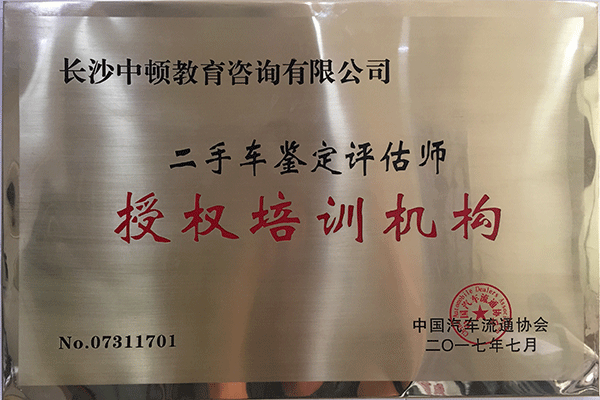 长沙中顿教育咨询有限公司
二手车鉴定评估师
授权培训机构
No.07311701
中国汽车流通协会
二〇一七年七月